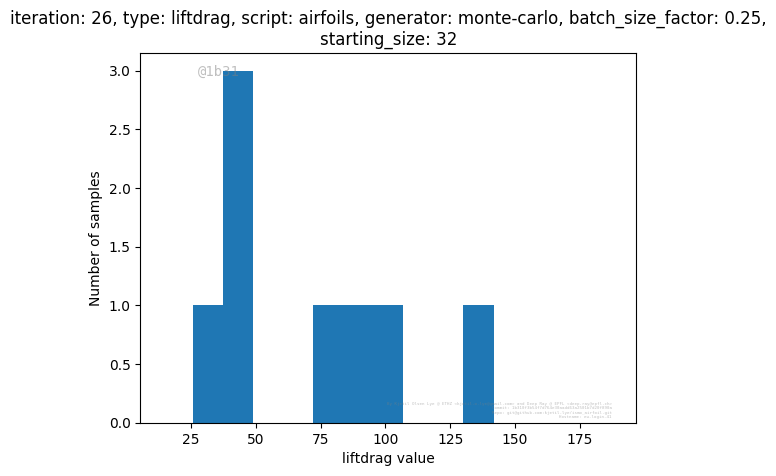 iteration: 26, type: liftdrag, script: airfoils, generator: monte-carlo, batch_size_factor: 0.25,
starting_size: 32
@1b31
3.0
2.5
2.0
1.5
1.0
0.5
0.0
Number of samples
25 50 75 100 125 150 175
liftdrag value